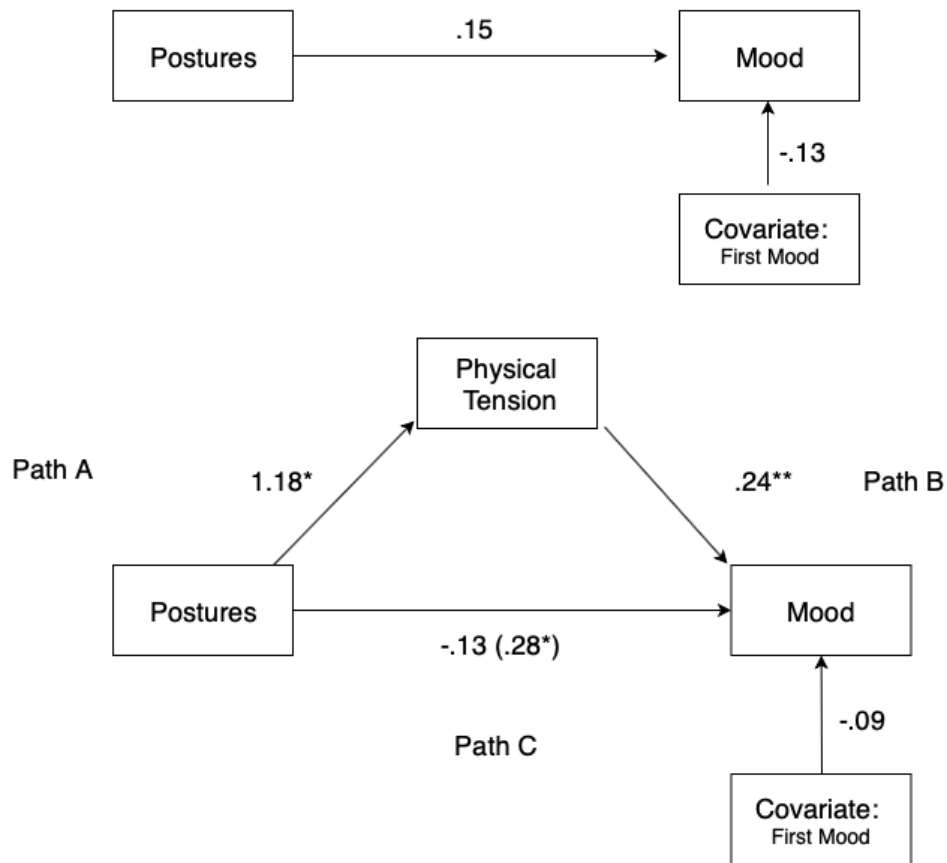 .15
Postures
Mood
-.13
Covariate:
First Mood
Physical
Tension
Path A
1.18*
.24**
Path B
Postures
Mood
-.13 (.28*)
-.09
Path C
Covariate:
First Mood